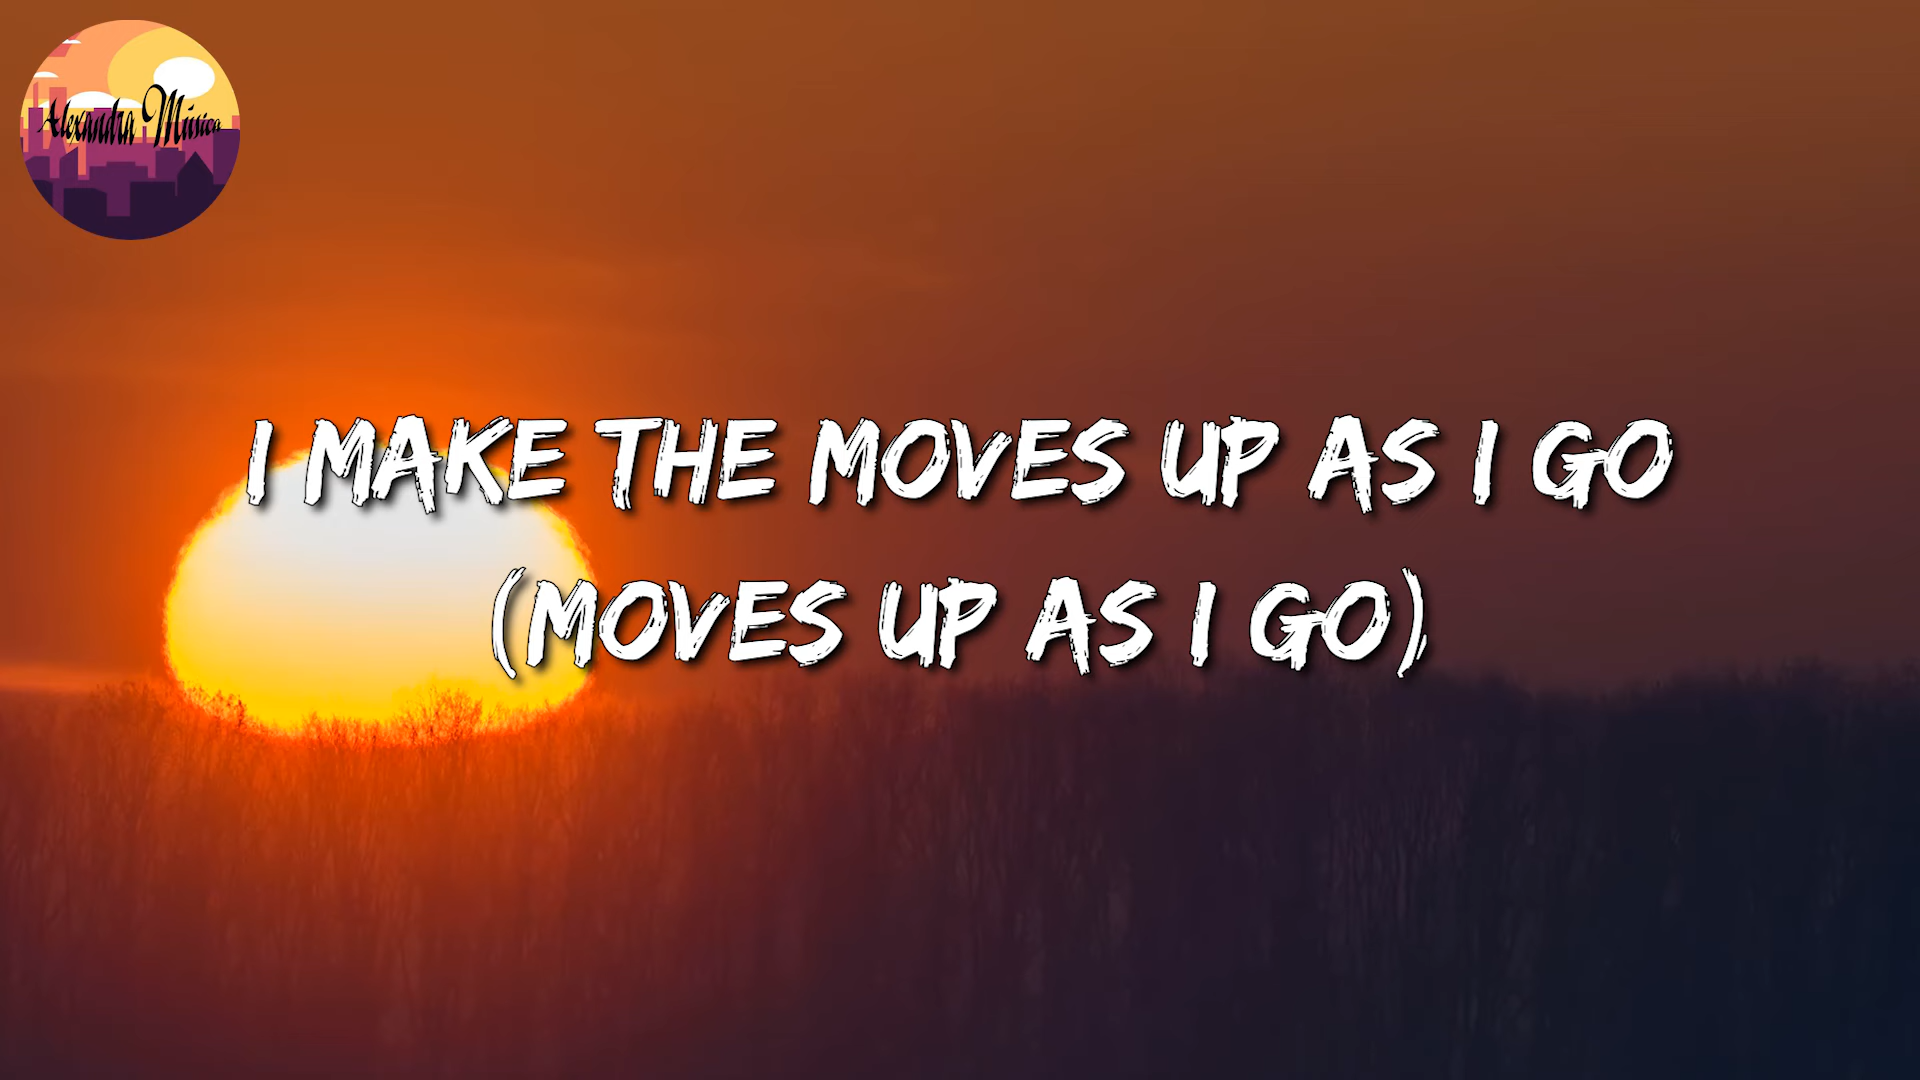 Alexandra Música
I MAKE THE MOVES UP AS I GO
(MOVES UP AS I GO)